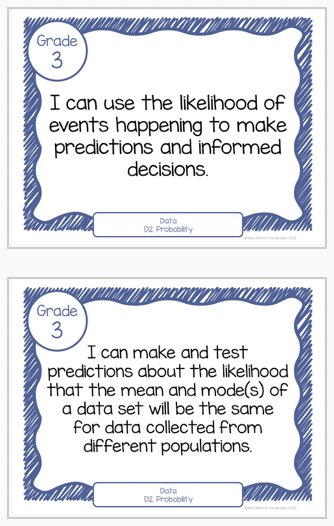 Grade
3
I can use the likelihood of
events happening to make
predictions and informed
decisions.
Data
D2. Probability
Grade
3
I can make and test
predictions about the likelihood
that the mean and mode(s) of
a data set will be the same
for data collected from
different populations.
Data
D2. Probability